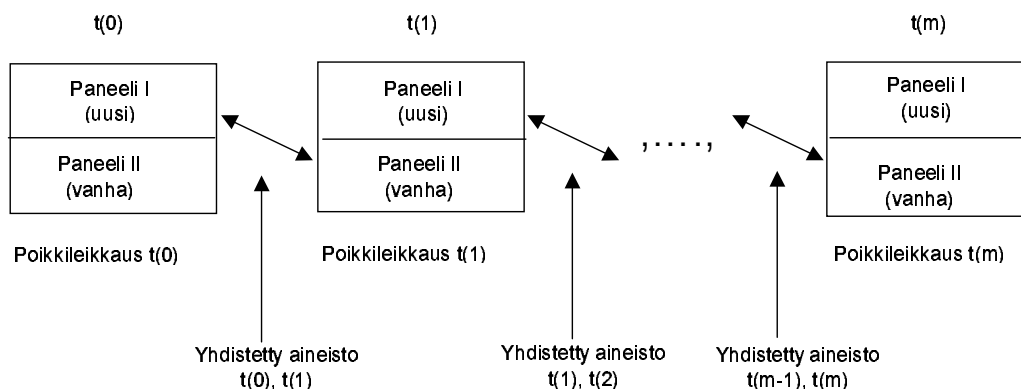 t(0)
t(1)
t(m)
Paneeli I
(uusi)
Paneeli II
(vanha)
Paneeli I
(uusi)
Paneeli II
(vanha)
, . . . . ,
Paneeli I
(uusi)
Paneeli II
(vanha)
Poikkileikkaus t(0)
Poikkileikkaus t(1)
Poikkileikkaus t(m)
Yhdistetty aineisto
t(0), t(1)
Yhdistetty aineisto
t(1), t(2)
Yhdistetty aineisto
t(m-1), t(m)